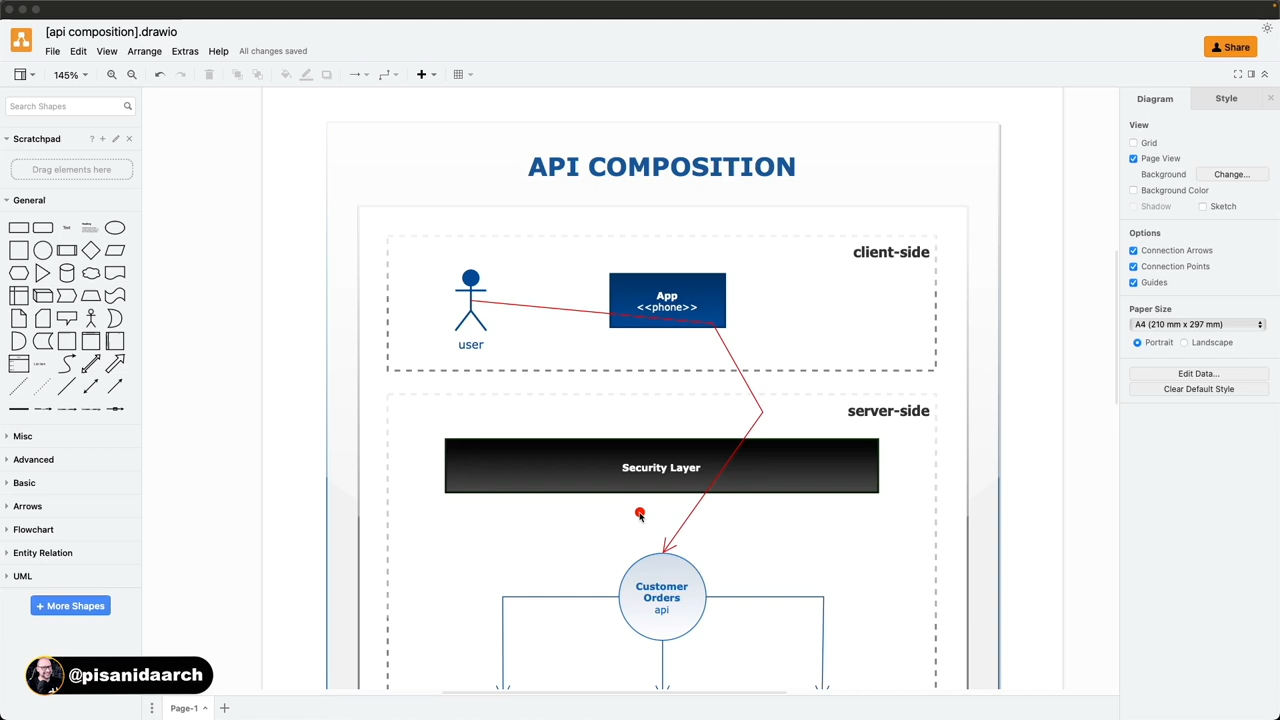 [api composition].drawio
File Edit View Arrange Extras Help All changes saved
Share
145%
Search Shapes
Scratchpad
?
Drag elements here
General
Text
Misc
Advanced
Basic
Arrows
Flowchart
Entity Relation
UML
+ More Shapes
@pisanidaarch
API COMPOSITION
client-side
user
App
<<phone>>
server-side
Security Layer
Customer
Orders
api
Page-1
Diagram
Style
View
Grid
Page View
Background
Change...
Background Color
Shadow
Sketch
Options
Connection Arrows
Connection Points
Guides
Paper Size
A4 (210 mm x 297 mm)
Portrait
Landscape
Edit Data...
Clear Default Style